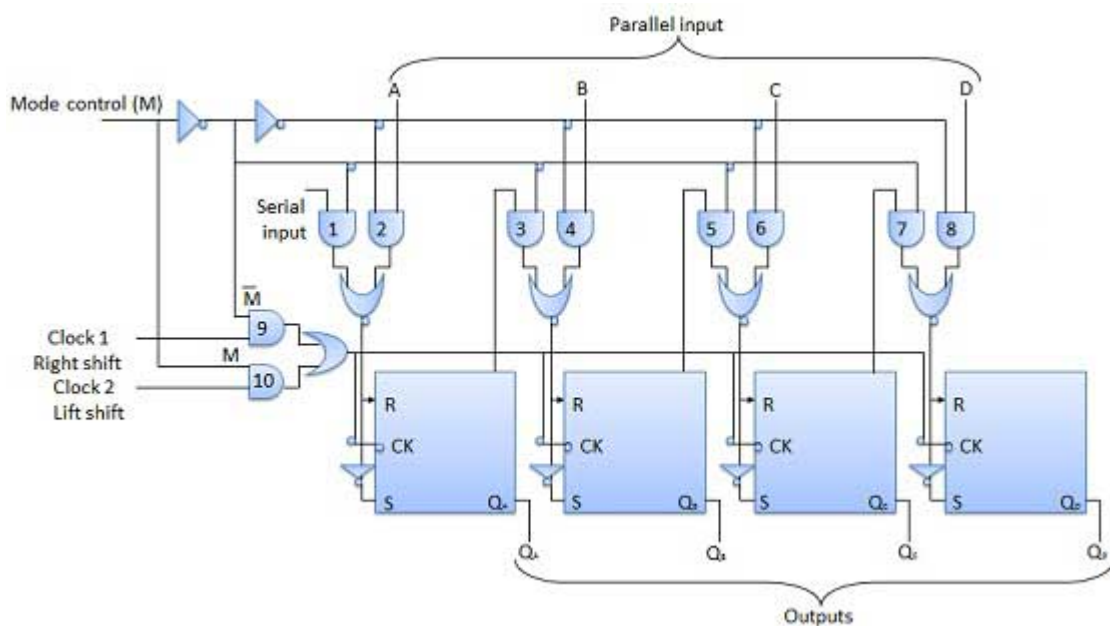 Parallel input
A
B
C
D
Mode control (M)
Serial
input
1
2
3
4
5
6
7
8
M̅
9
Clock 1
Right shift
M
10
Clock 2
Lift shift
R
R
R
R
CK
CK
CK
CK
S
Qₐ
S
S
S
Outputs